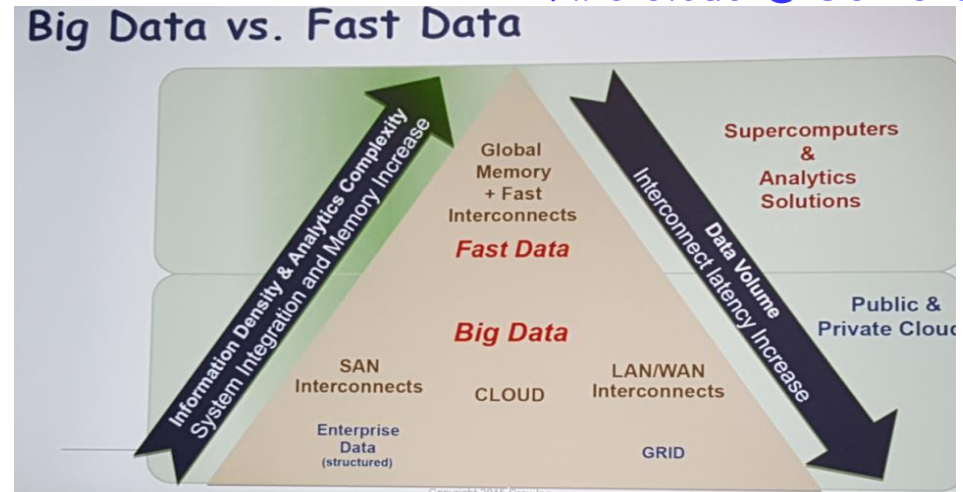 Big Data vs. Fast Data
Information Density & Analytics Complexity
System Integration and Memory Increase
Global
Memory
+ Fast
Interconnects
Fast Data
Big Data
SAN
Interconnects
CLOUD
LAN/WAN
Interconnects
Enterprise
Data
(structured)
GRID
Data Volume
Interconnect latency Increase
Supercomputers
&
Analytics
Solutions
Public &
Private Cloud